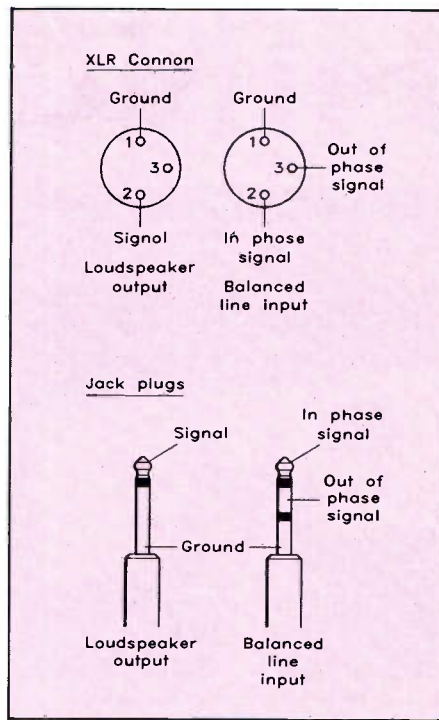 XLR Connon
Ground
Ground
1
1
3
3
Out of
phase
signal
2
2
Signol
In phase
signal
Loudspeaker
output
Balanced
line input
Jack plugs
Signal
In phase
signal
Out of
phase
signal
Ground
Loudspeaker
output
Balanced
line
input